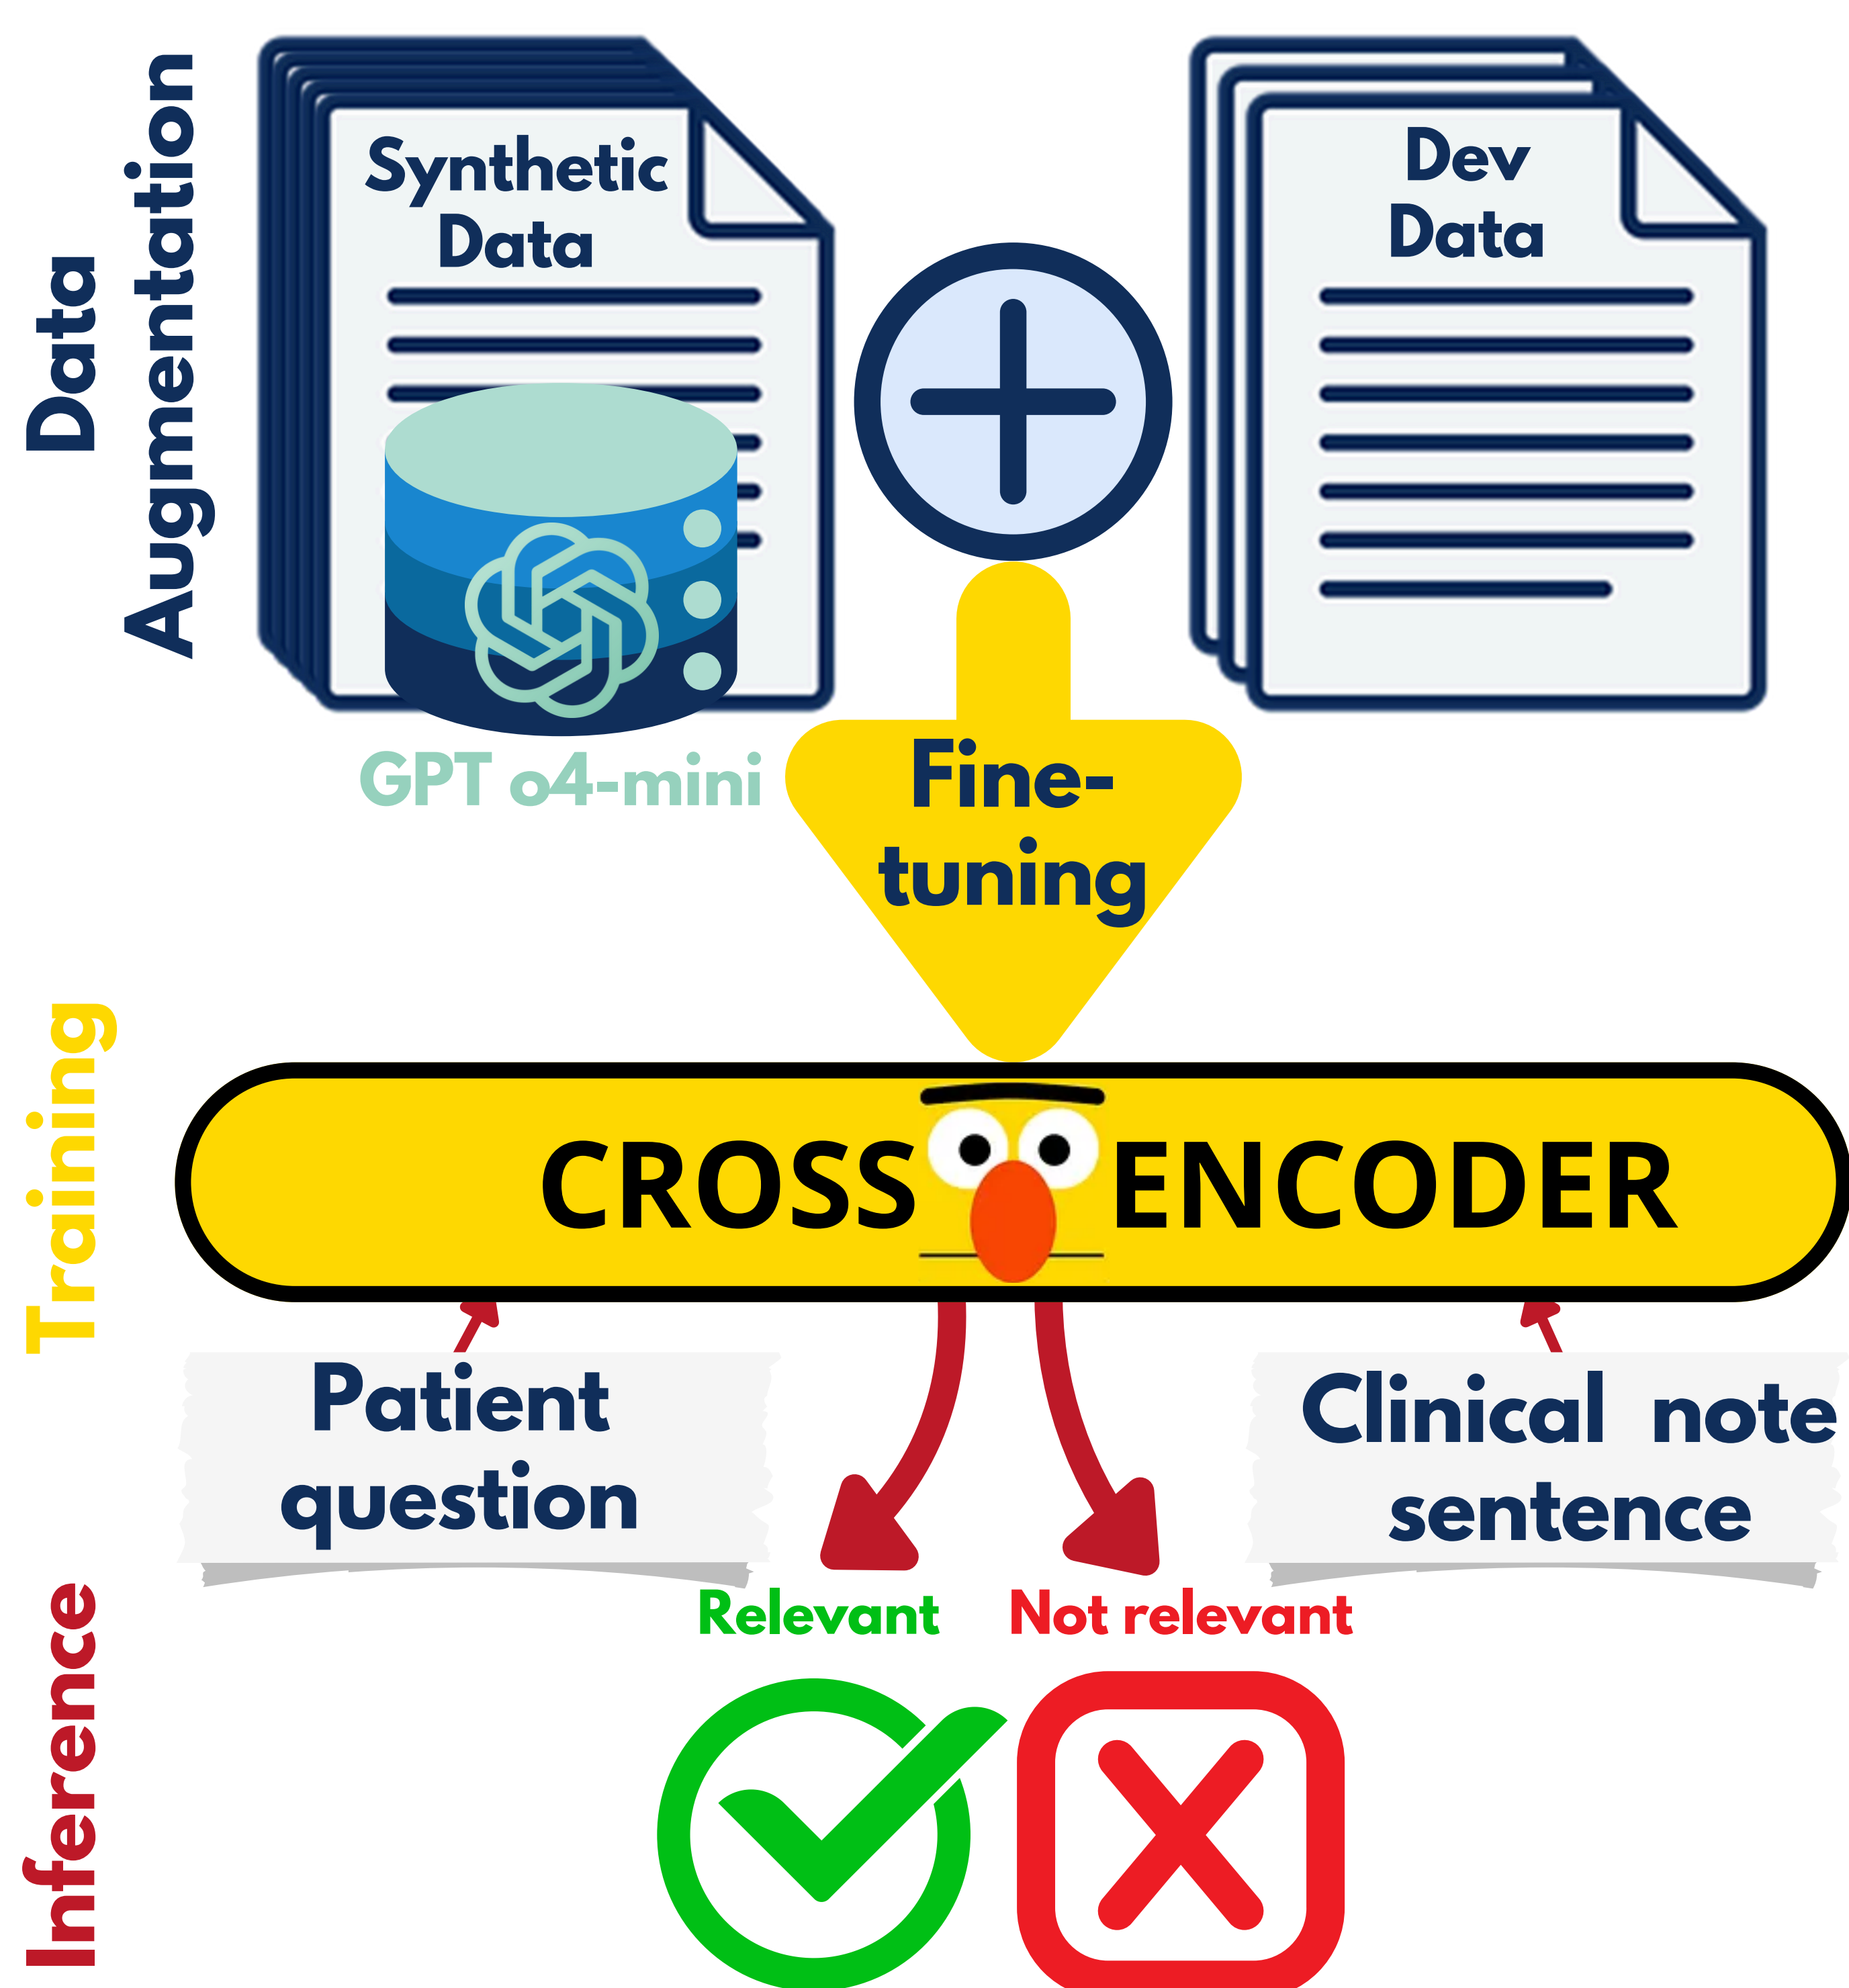 Data
Augmentation
Synthetic
Data
Dev
Data
GPT o4-mini
Fine-
tuning
Training
CROSS ENCODER
Patient
question
Clinical note
sentence
Inference
Relevant
Not relevant